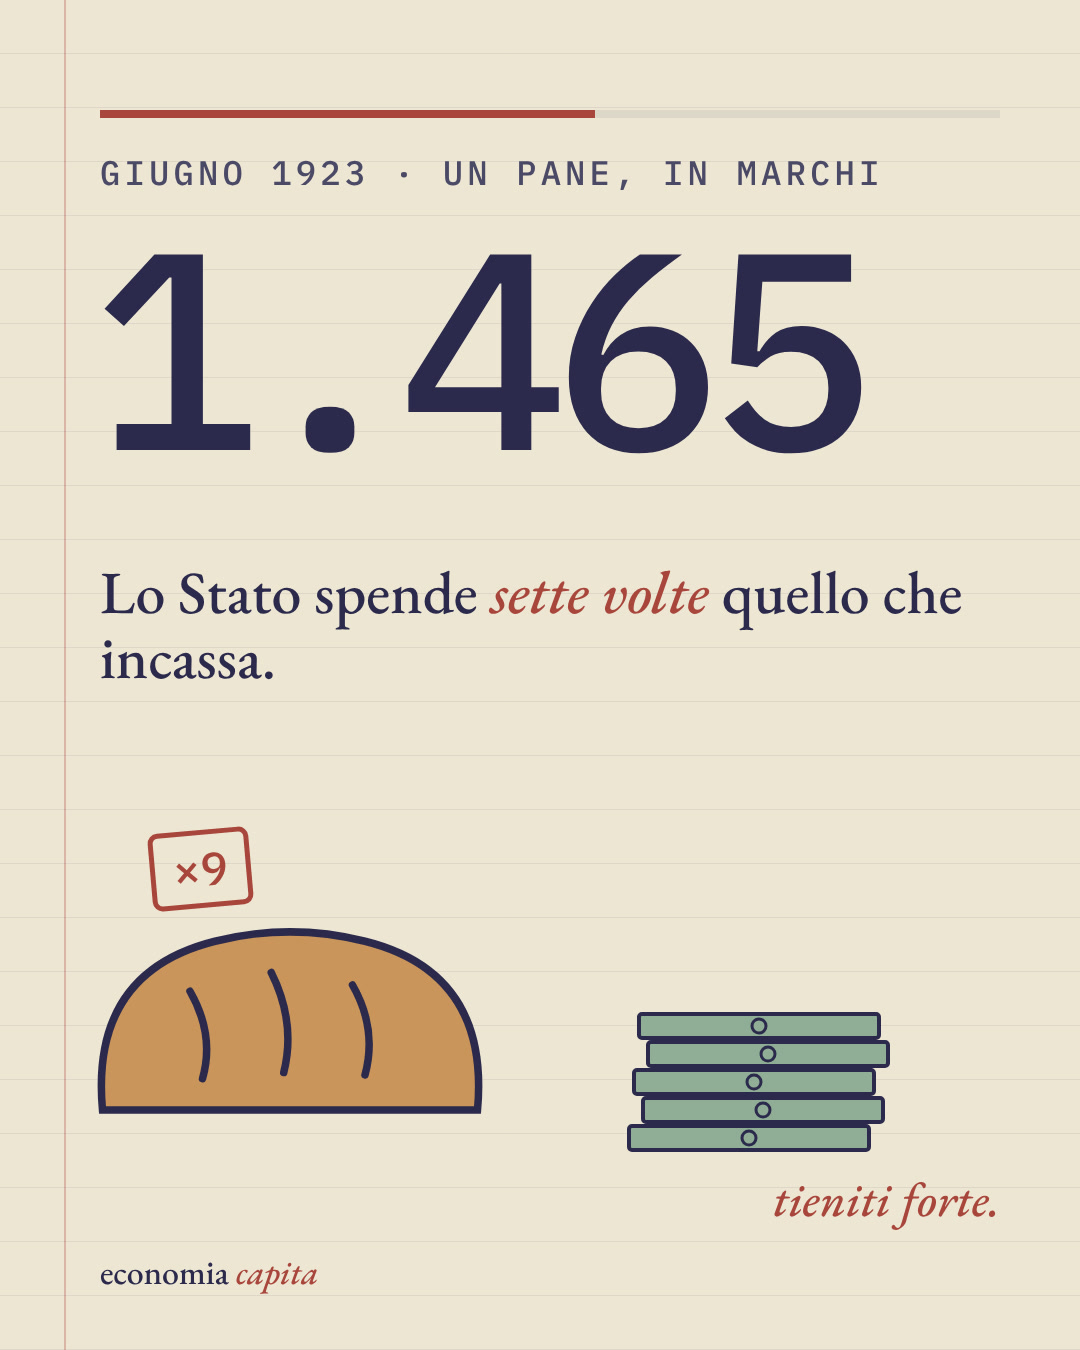 GIUGNO 1923 · UN PANE, IN MARCHI
1.465
Lo Stato spende sette volte quello che
incassa.
×9
tieniti forte.
economia capita